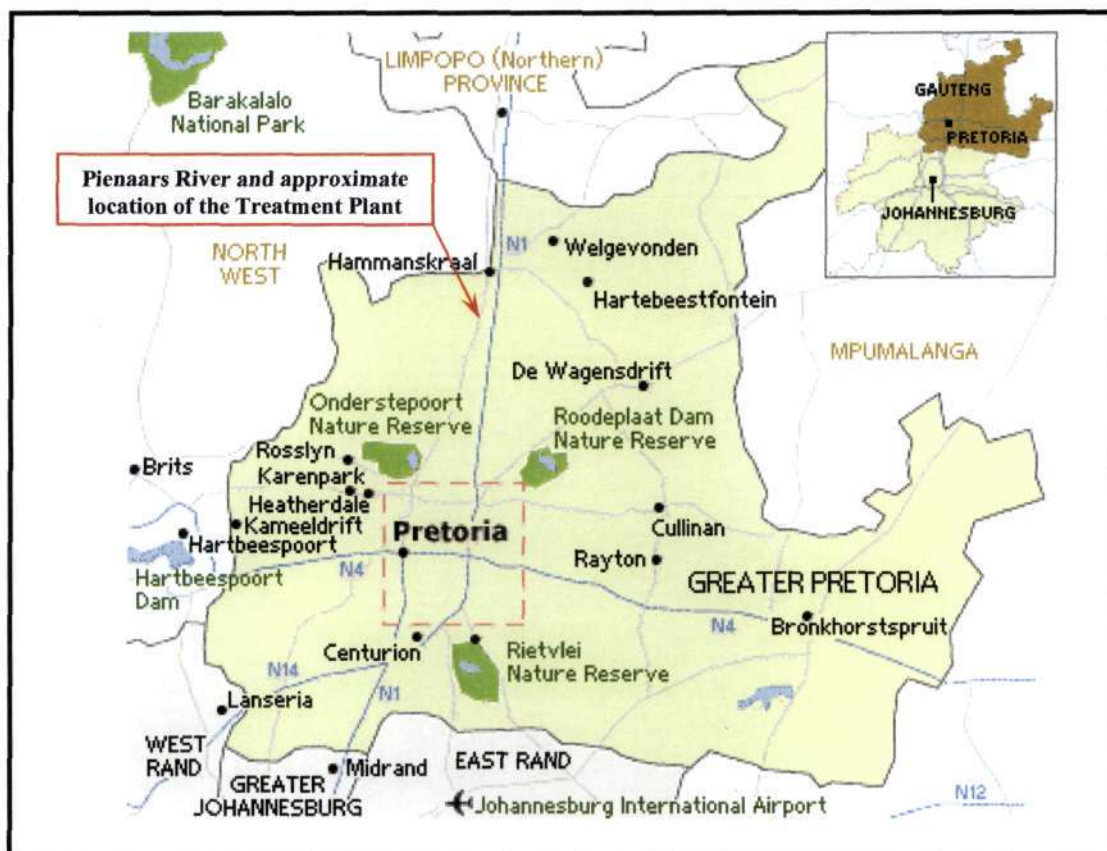 LIMPOPO (Northern)
PROVINCE
Barakalalo
National Park
GAUTENG
PRETORIA
JOHANNESBURG
Pienaars River and approximate
location of the Treatment Plant
NORTH
WEST
N1
Welgevonden
Hammanskraal
Hartebeestfontein
MPUMALANGA
De Wagensdrift
Onderstepoort
Nature Reserve
Roodeplaat Dam
Nature Reserve
Rosslyn
Brits
Karenpark
Heatherdale
Kameeldrift
Pretoria
Cullinan
Hartbeespoort
Hartbeespoort
Dam
N4
Rayton
GREATER PRETORIA
N4
Bronkhorstspruit
Centurion
Rietvlei
Nature Reserve
N14
N1
Lanseria
WEST
RAND
EAST RAND
Midrand
GREATER
JOHANNESBURG
Johannesburg International Airport
N12